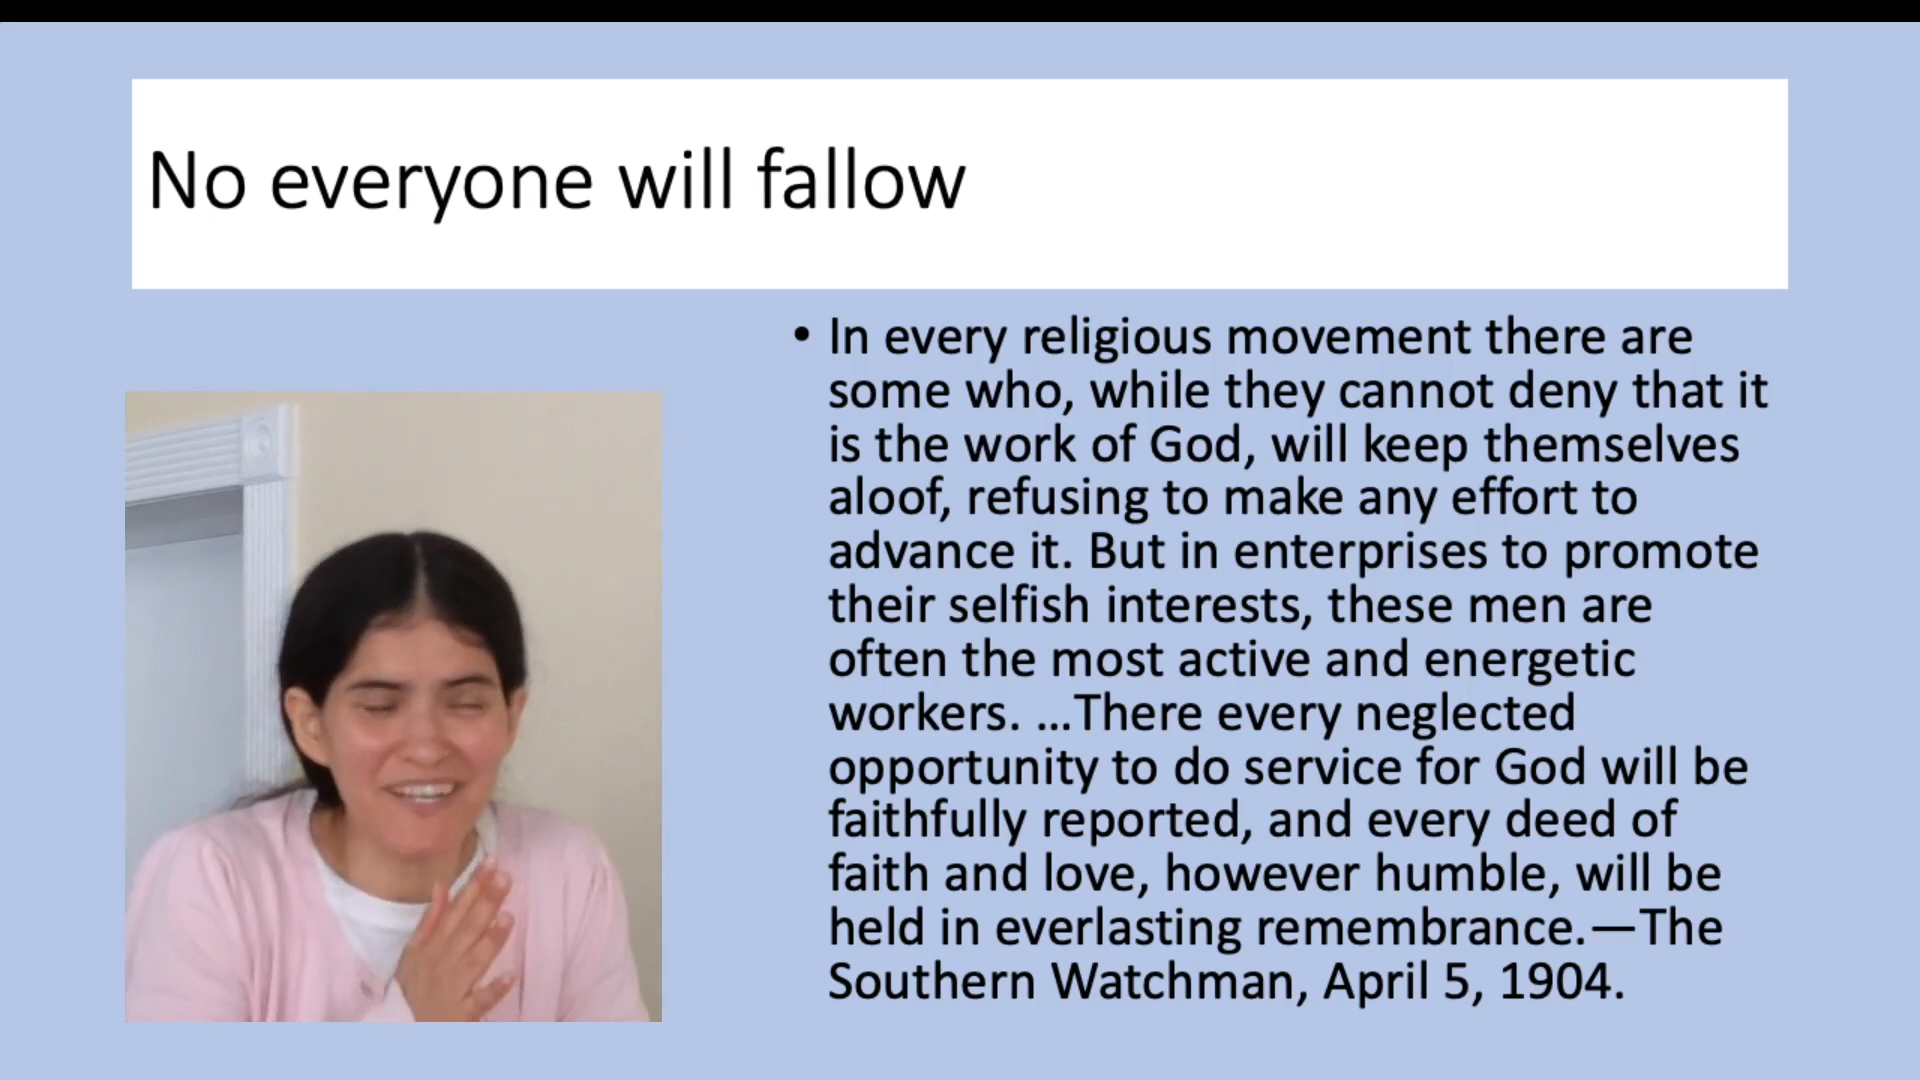 No everyone will fallow
• In every religious movement there are
some who, while they cannot deny that it
is the work of God, will keep themselves
aloof, refusing to make any effort to
advance it. But in enterprises to promote
their selfish interests, these men are
often the most active and energetic
workers. ...There every neglected
opportunity to do service for God will be
faithfully reported, and every deed of
faith and love, however humble, will be
held in everlasting remembrance.—The
Southern Watchman, April 5, 1904.